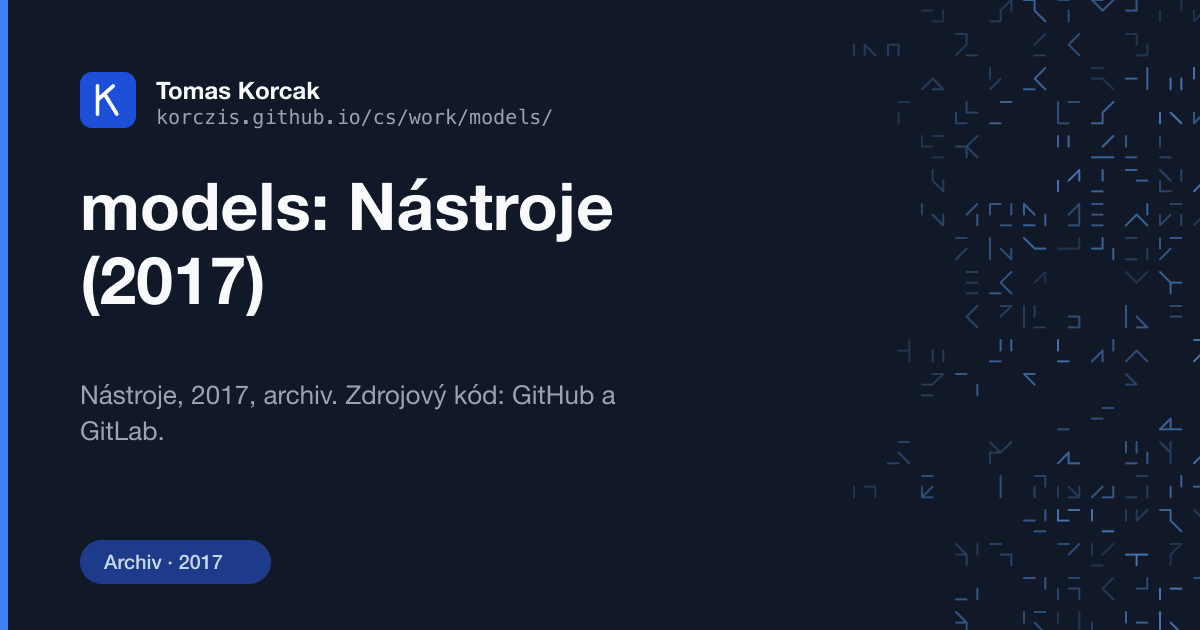 K
Tomas Korcak
korczis.github.io/cs/work/models/
models: Nástroje
(2017)
Nástroje, 2017, archiv. Zdrojový kód: GitHub a
GitLab.
Archiv · 2017